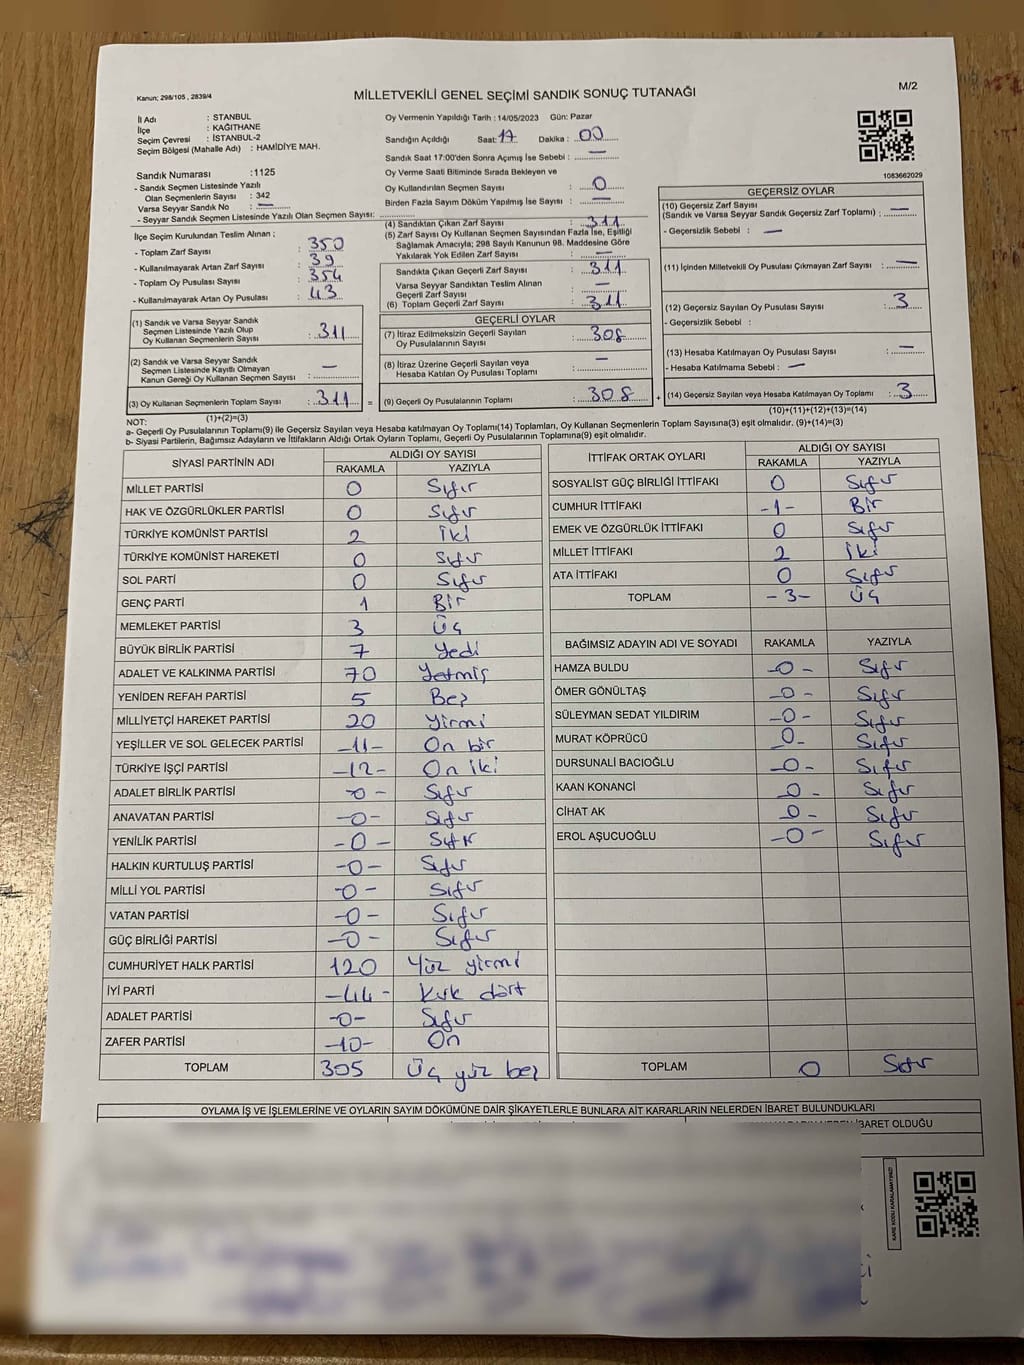 Kanun; 298/105 , 2839/4
MİLLETVEKİLİ GENEL SEÇİMİ SANDIK SONUÇ TUTANAĞI
M/2
İl Adı : STANBUL
İlçe : KAĞITHANE
Seçim Çevresi : İSTANBUL-2
Seçim Bölgesi (Mahalle Adı) : HAMİDİYE MAH.
Oy Vermenin Yapıldığı Tarih : 14/05/2023 Gün: Pazar
Sandığın Açıldığı Saat: 17 Dakika : 00
Sandık Saat 17:00'den Sonra Açımış İse Sebebi : —
Oy Verme Saati Bitiminde Sırada Bekleyen ve
Oy Kullandırılan Seçmen Sayısı : 0
Birden Fazla Sayım Döküm Yapılmış İse Sayısı : —
1083662029
Sandık Numarası :1125
- Sandık Seçmen Listesinde Yazılı
Olan Seçmenlerin Sayısı : 342
Varsa Seyyar Sandık No : —
- Seyyar Sandık Seçmen Listesinde Yazılı Olan Seçmen Sayısı:
İlçe Seçim Kurulundan Teslim Alınan ;
- Toplam Zarf Sayısı : 350
- Kullanılmayarak Artan Zarf Sayısı : 39
- Toplam Oy Pusulası Sayısı : 354
- Kullanılmayarak Artan Oy Pusulası : 43
(1) Sandık ve Varsa Seyyar Sandık
Seçmen Listesinde Yazılı Olup
Oy Kullanan Seçmenlerin Sayısı : 311
(2) Sandık ve Varsa Seyyar Sandık
Seçmen Listesinde Kayıtlı Olmayan
Kanun Gereği Oy Kullanan Seçmen Sayısı : —
(3) Oy Kullanan Seçmenlerin Toplam Sayısı : 311 =
(1)+(2)=(3)
(4) Sandıktan Çıkan Zarf Sayısı : 311
(5) Zarf Sayısı Oy Kullanan Seçmen Sayısından Fazla İse, Eşitliği
Sağlamak Amacıyla; 298 Sayılı Kanunun 98. Maddesine Göre
Yakılarak Yok Edilen Zarf Sayısı : —
Sandıkta Çıkan Geçerli Zarf Sayısı : 311
Varsa Seyyar Sandıktan Teslim Alınan
Geçerli Zarf Sayısı : —
(6) Toplam Geçerli Zarf Sayısı : 311
GEÇERLİ OYLAR
(7) İtiraz Edilmeksizin Geçerli Sayılan
Oy Pusulalarının Sayısı : 308
(8) İtiraz Üzerine Geçerli Sayılan veya
Hesaba Katılan Oy Pusulası Toplamı : —
(9) Geçerli Oy Pusulalarının Toplamı : 308 +
GEÇERSİZ OYLAR
(10) Geçersiz Zarf Sayısı
(Sandık ve Varsa Seyyar Sandık Geçersiz Zarf Toplamı) : —
- Geçersizlik Sebebi : —
(11) İçinden Milletvekili Oy Pusulası Çıkmayan Zarf Sayısı : —
(12) Geçersiz Sayılan Oy Pusulası Sayısı : 3
- Geçersizlik Sebebi :
(13) Hesaba Katılmayan Oy Pusulası Sayısı : —
- Hesaba Katılmama Sebebi : —
(14) Geçersiz Sayılan veya Hesaba Katılmayan Oy Toplamı : 3
(10)+(11)+(12)+(13)=(14)
NOT:
a- Geçerli Oy Pusulalarının Toplamı(9) ile Geçersiz Sayılan veya Hesaba katılmayan Oy Toplamı(14) Toplamları, Oy Kullanan Seçmenlerin Toplam Sayısına(3) eşit olmalıdır. (9)+(14)=(3)
b- Siyasi Partilerin, Bağımsız Adayların ve İttifakların Aldığı Ortak Oyların Toplamı, Geçerli Oy Pusulalarının Toplamına(9) eşit olmalıdır.
SİYASİ PARTİNİN ADI ALDIĞI OY SAYISI
RAKAMLA YAZIYLA
MİLLET PARTİSİ 0 Sıfır
HAK VE ÖZGÜRLÜKLER PARTİSİ 0 Sıfır
TÜRKİYE KOMÜNİST PARTİSİ 2 İki
TÜRKİYE KOMÜNİST HAREKETİ 0 Sıfır
SOL PARTİ 0 Sıfır
GENÇ PARTİ 1 Bir
MEMLEKET PARTİSİ 3 Üç
BÜYÜK BİRLİK PARTİSİ 7 Yedi
ADALET VE KALKINMA PARTİSİ 70 Yetmiş
YENİDEN REFAH PARTİSİ 5 Beş
MİLLİYETÇİ HAREKET PARTİSİ 20 Yirmi
YEŞİLLER VE SOL GELECEK PARTİSİ -11- On bir
TÜRKİYE İŞÇİ PARTİSİ -12- On iki
ADALET BİRLİK PARTİSİ -0- Sıfır
ANAVATAN PARTİSİ -0- Sıfır
YENİLİK PARTİSİ -0- Sıfır
HALKIN KURTULUŞ PARTİSİ -0- Sıfır
MİLLİ YOL PARTİSİ -0- Sıfır
VATAN PARTİSİ -0- Sıfır
GÜÇ BİRLİĞİ PARTİSİ -0- Sıfır
CUMHURİYET HALK PARTİSİ 120 Yüz yirmi
İYİ PARTİ -44- Kırk dört
ADALET PARTİSİ -0- Sıfır
ZAFER PARTİSİ -10- On
TOPLAM 305 Üç yüz beş
İTTİFAK ORTAK OYLARI ALDIĞI OY SAYISI
RAKAMLA YAZIYLA
SOSYALİST GÜÇ BİRLİĞİ İTTİFAKI 0 Sıfır
CUMHUR İTTİFAKI -1- Bir
EMEK VE ÖZGÜRLÜK İTTİFAKI 0 Sıfır
MİLLET İTTİFAKI 2 İki
ATA İTTİFAKI 0 Sıfır
TOPLAM -3- Üç
BAĞIMSIZ ADAYIN ADI VE SOYADI RAKAMLA YAZIYLA
HAMZA BULDU -0- Sıfır
ÖMER GÖNÜLTAŞ -0- Sıfır
SÜLEYMAN SEDAT YILDIRIM -0- Sıfır
MURAT KÖPRÜCÜ 0- Sıfır
DURSUNALİ BACIOĞLU -0- Sıfır
KAAN KONANCİ 0- Sıfır
CİHAT AK 0- Sıfır
EROL AŞUCUOĞLU -0- Sıfır
TOPLAM 0 Sıfır
OYLAMA İŞ VE İŞLEMLERİNE VE OYLARIN SAYIM DÖKÜMÜNE DAİR ŞİKAYETLERLE BUNLARA AİT KARARLARIN NELERDEN İBARET BULUNDUKLARI
İBARET OLDUĞU
KARE KODU KARALAMAYINIZ!